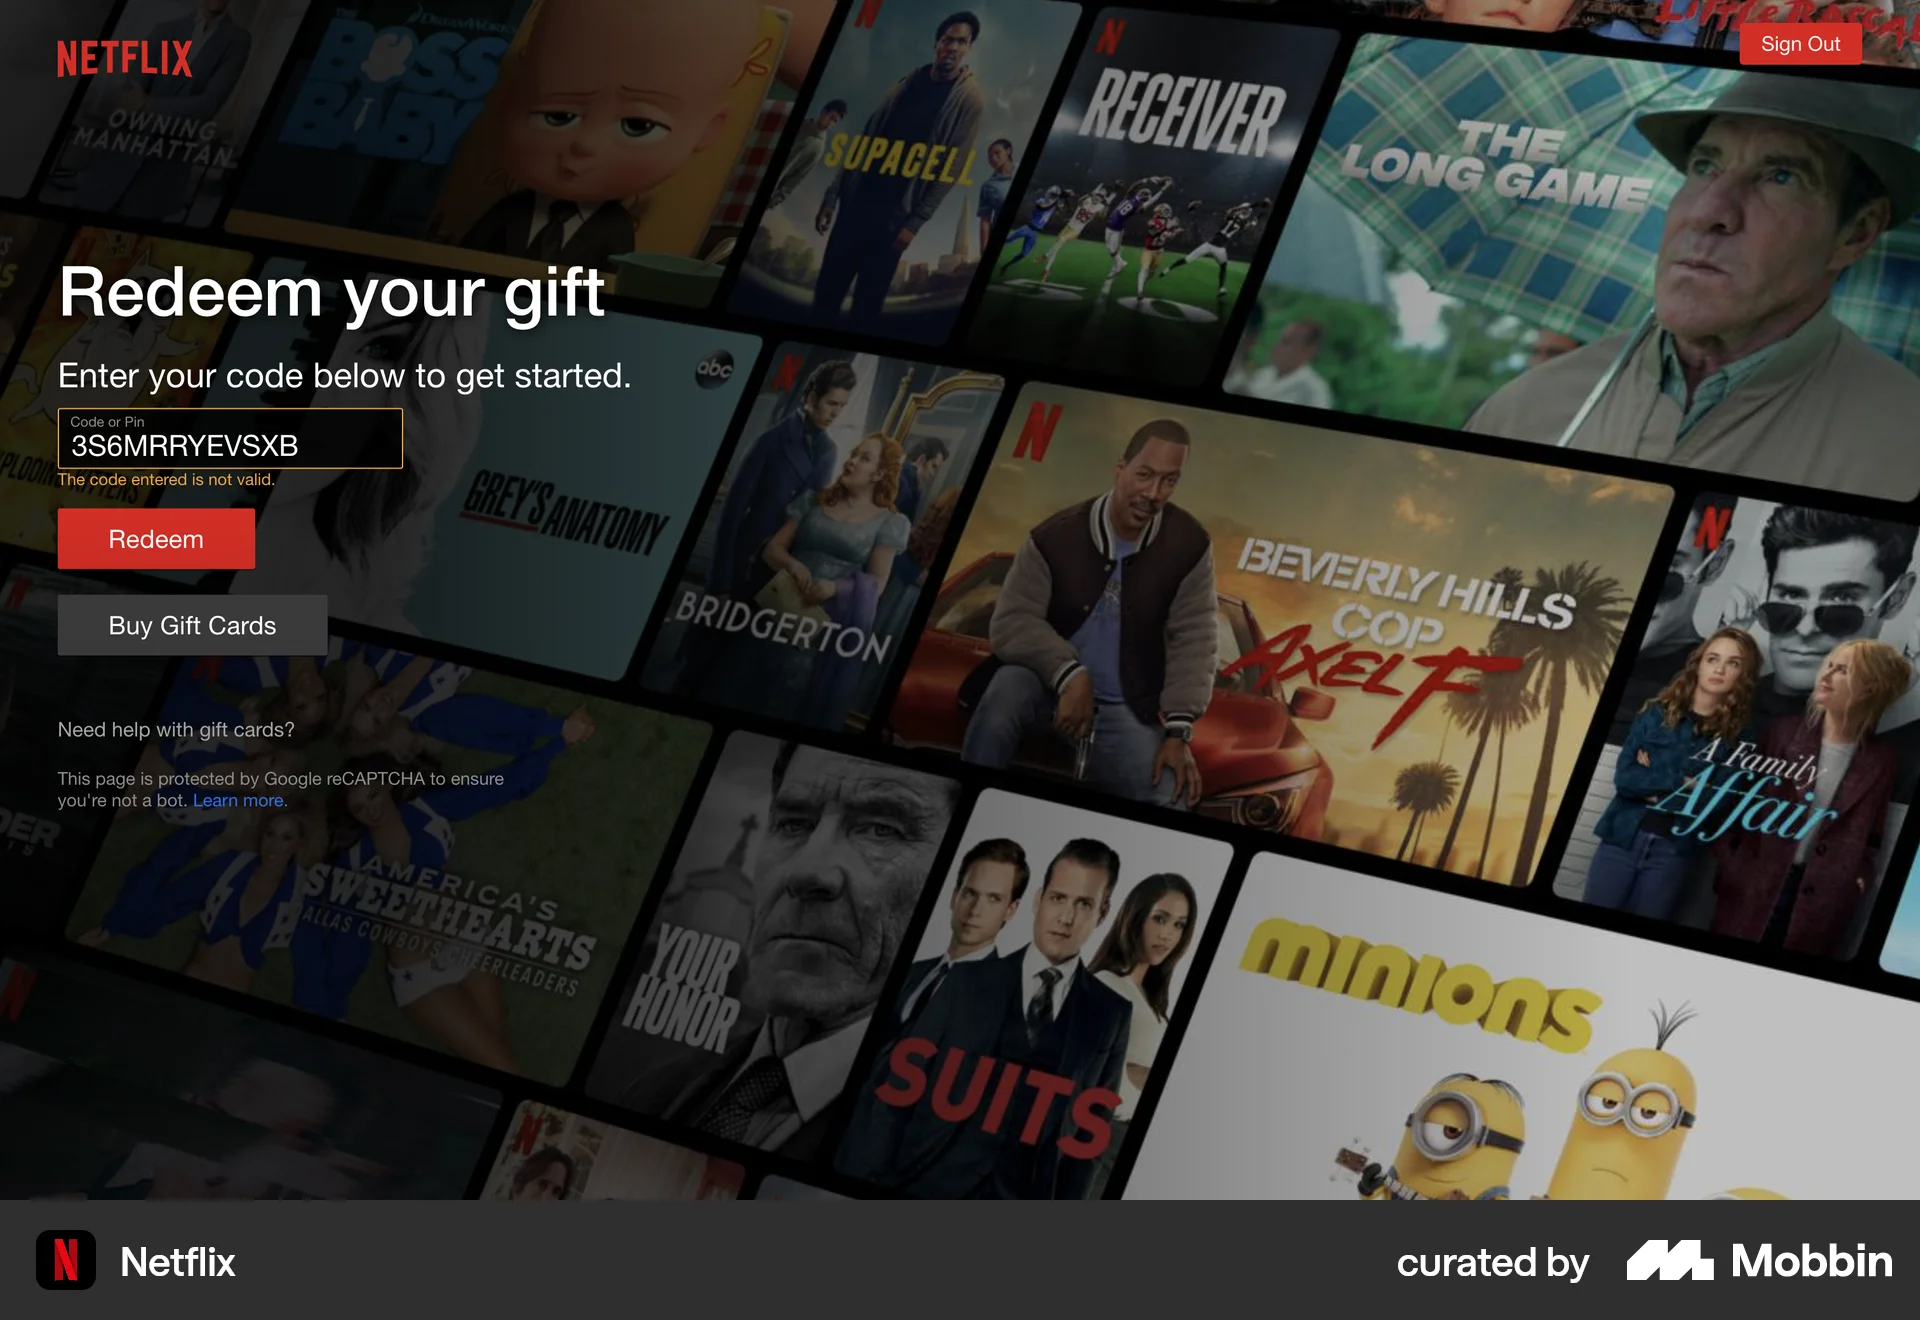 NETFLIX
Sign Out
OWNING
MANHATTAN
DREAMWORKS
THE
BOSS
BABY
SUPACELL
RECEIVER
THE
LONG GAME
Redeem your gift
Enter your code below to get started.
Code or Pin
3S6MRRYEVSXB
The code entered is not valid.
Redeem
Buy Gift Cards
Need help with gift cards?
This page is protected by Google reCAPTCHA to ensure
you're not a bot. Learn more.
abc
GREY'S ANATOMY
BRIDGERTON
BEVERLY HILLS
COP
AXEL F
A Family
Affair
AMERICA'S
SWEETHEARTS
ALLAS COWBOYS CHEERLEADERS
YOUR
HONOR
SUITS
minions
Netflix
curated by Mobbin